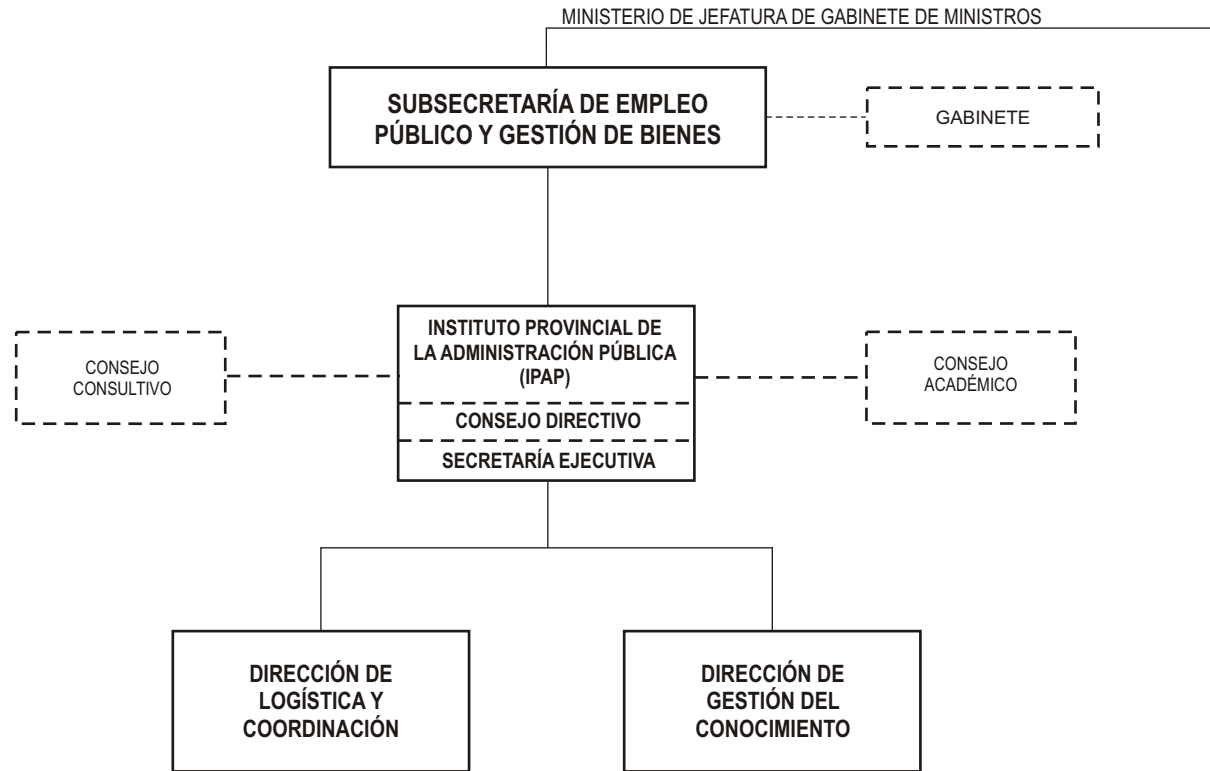 MINISTERIO DE JEFATURA DE GABINETE DE MINISTROS
SUBSECRETARÍA DE EMPLEO
PÚBLICO Y GESTIÓN DE BIENES
GABINETE
INSTITUTO PROVINCIAL DE
LA ADMINISTRACIÓN PÚBLICA
(IPAP)
CONSEJO DIRECTIVO
SECRETARÍA EJECUTIVA
CONSEJO
CONSULTIVO
CONSEJO
ACADÉMICO
DIRECCIÓN DE
LOGÍSTICA Y
COORDINACIÓN
DIRECCIÓN DE
GESTIÓN DEL
CONOCIMIENTO